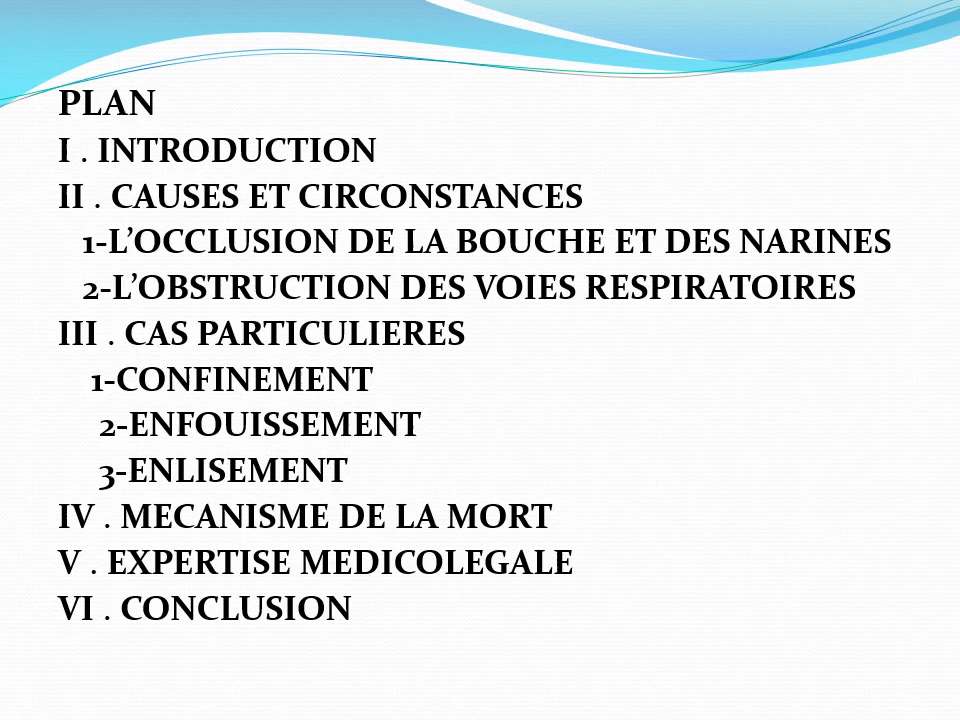 PLAN
I . INTRODUCTION
II . CAUSES ET CIRCONSTANCES
1-L’OCCLUSION DE LA BOUCHE ET DES NARINES
2-L’OBSTRUCTION DES VOIES RESPIRATOIRES
III . CAS PARTICULIERES
1-CONFINEMENT
2-ENFOUISSEMENT
3-ENLISEMENT
IV . MECANISME DE LA MORT
V . EXPERTISE MEDICOLEGALE
VI . CONCLUSION